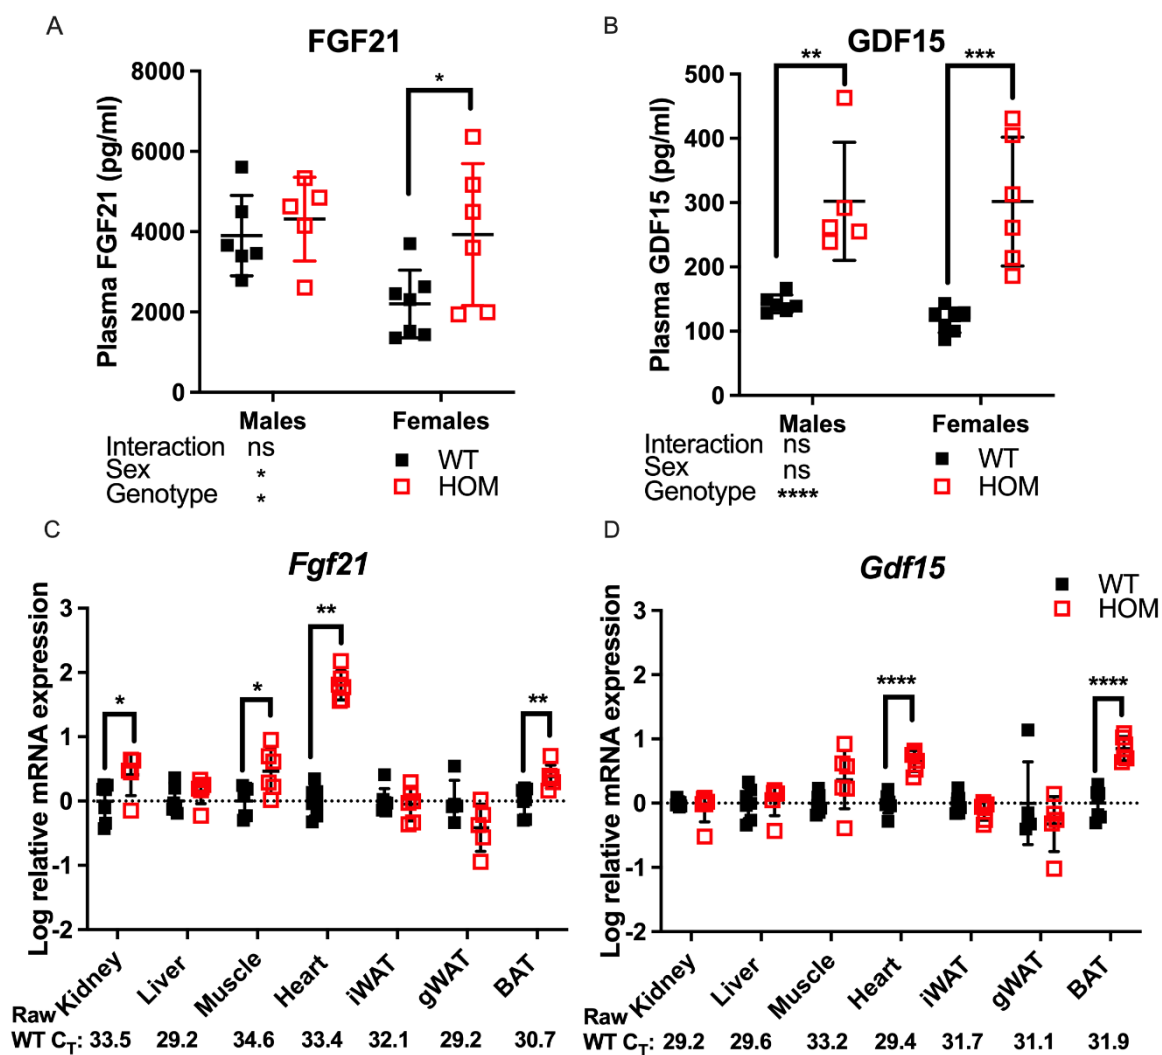 A
FGF21
8000
6000
4000
2000
0
Plasma FGF21 (pg/ml)
*
Males
Females
Interaction ns
Sex *
Genotype *
WT
HOM
B
GDF15
500
400
300
200
100
0
Plasma GDF15 (pg/ml)
**
***
Males
Females
Interaction ns
Sex ns
Genotype ****
WT
HOM
C
Fgf21
3
2
1
0
-1
-2
Log relative mRNA expression
*
*
**
**
Kidney
Liver
Muscle
Heart
iWAT
gWAT
BAT
Raw
WT CT: 33.5 29.2 34.6 33.4 32.1 29.2 30.7
D
Gdf15
WT
HOM
3
2
1
0
-1
-2
Log relative mRNA expression
****
****
Kidney
Liver
Muscle
Heart
iWAT
gWAT
BAT
Raw
WT CT: 29.2 29.6 33.2 29.4 31.7 31.1 31.9